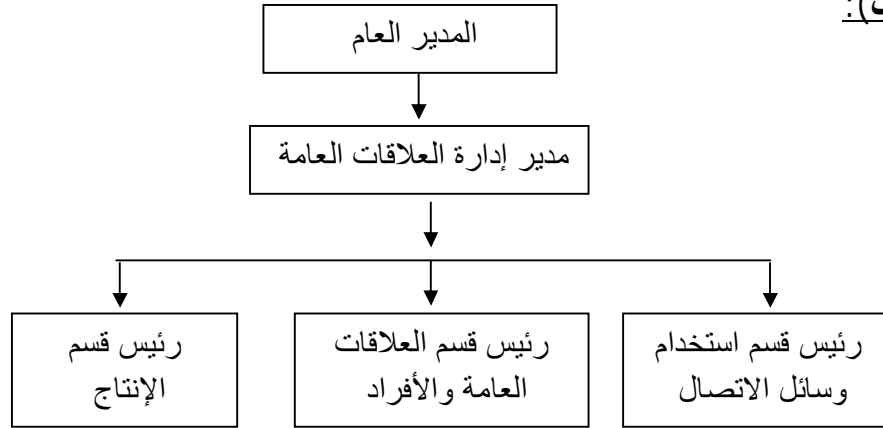 المدير العام
مدير إدارة العلاقات العامة
رئيس قسم استخدام
وسائل الاتصال
رئيس قسم العلاقات
العامة والأفراد
رئيس قسم
الإنتاج